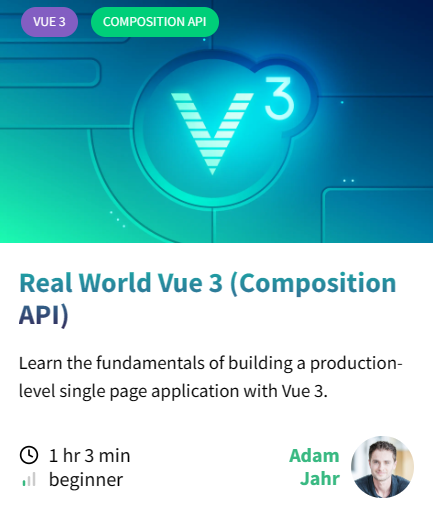 VUE 3 COMPOSITION API
V3
Real World Vue 3 (Composition
API)
Learn the fundamentals of building a production-
level single page application with Vue 3.
1 hr 3 min
beginner
Adam
Jahr